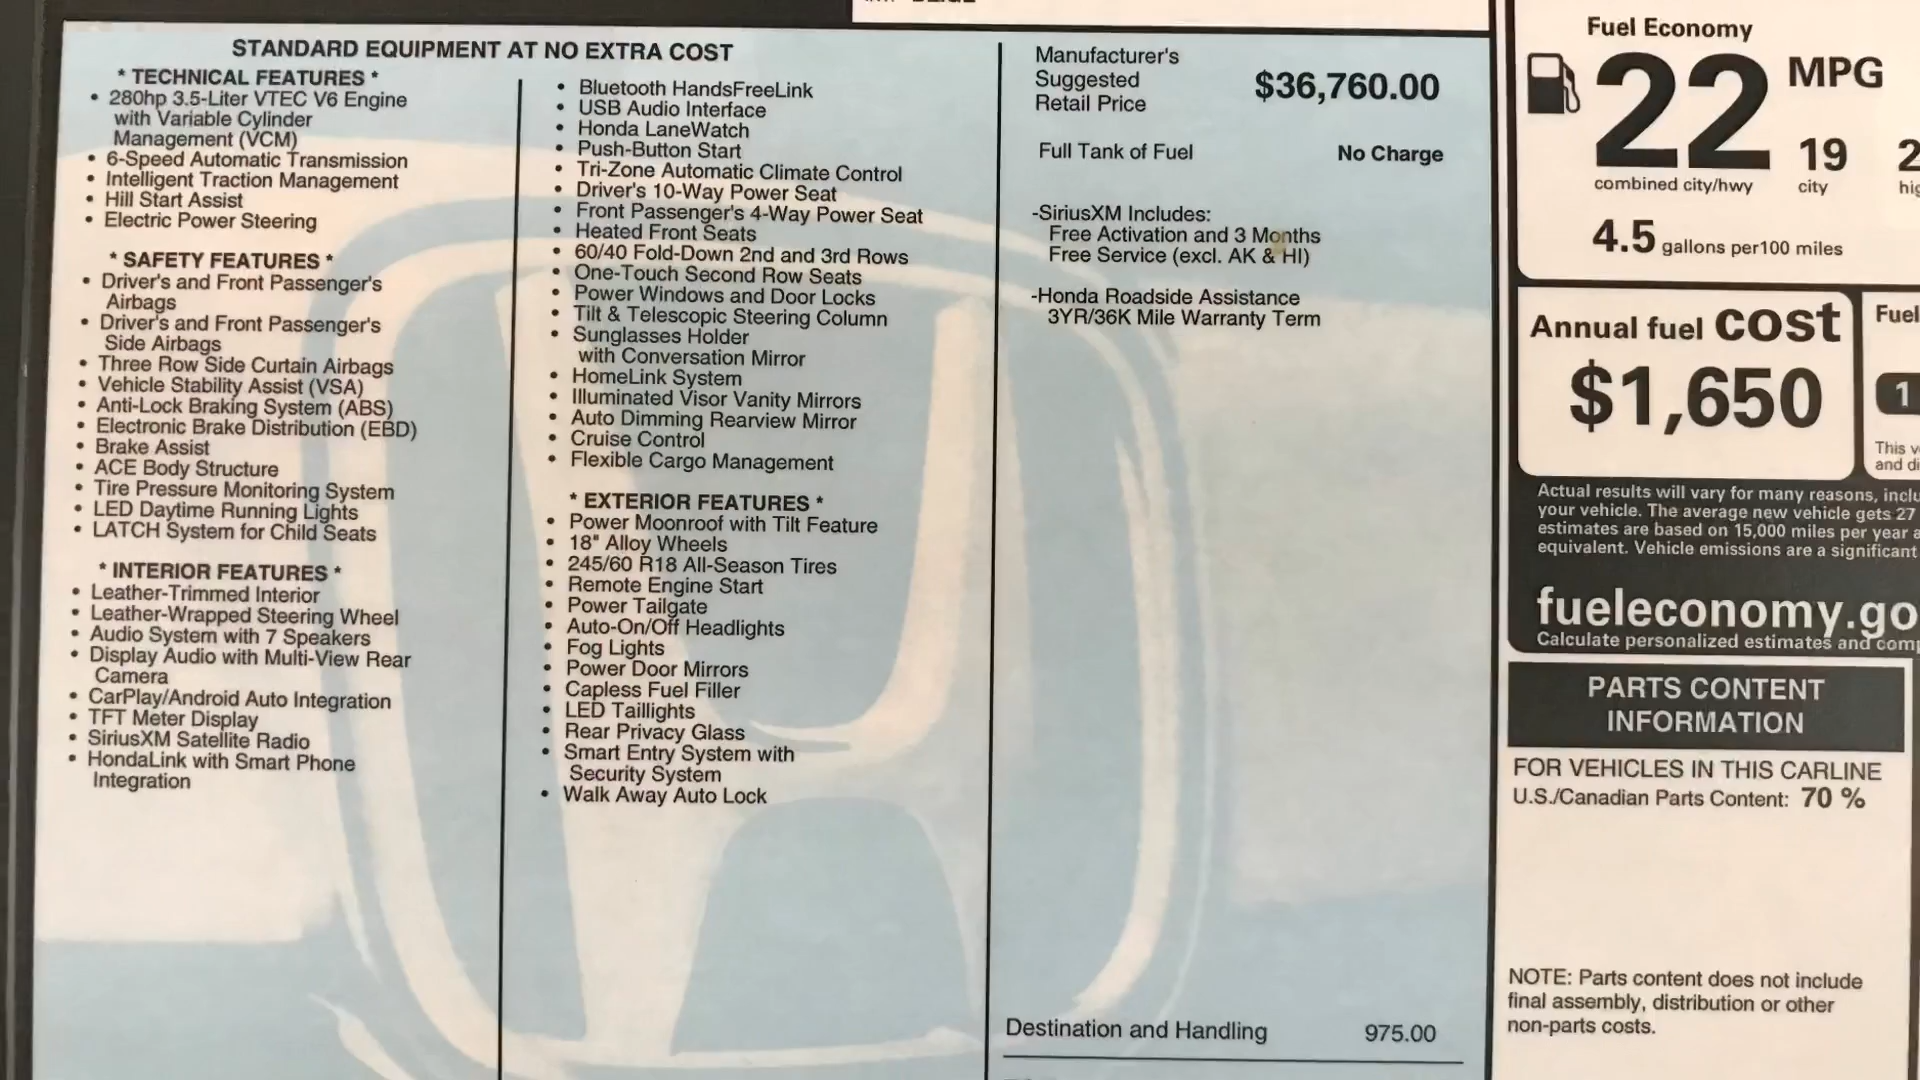 STANDARD EQUIPMENT AT NO EXTRA COST
* TECHNICAL FEATURES *
• 280hp 3.5-Liter VTEC V6 Engine
with Variable Cylinder
Management (VCM)
• 6-Speed Automatic Transmission
• Intelligent Traction Management
• Hill Start Assist
• Electric Power Steering
* SAFETY FEATURES *
• Driver's and Front Passenger's
Airbags
• Driver's and Front Passenger's
Side Airbags
• Three Row Side Curtain Airbags
• Vehicle Stability Assist (VSA)
• Anti-Lock Braking System (ABS)
• Electronic Brake Distribution (EBD)
• Brake Assist
• ACE Body Structure
• Tire Pressure Monitoring System
• LED Daytime Running Lights
• LATCH System for Child Seats
* INTERIOR FEATURES *
• Leather-Trimmed Interior
• Leather-Wrapped Steering Wheel
• Audio System with 7 Speakers
• Display Audio with Multi-View Rear
Camera
• CarPlay/Android Auto Integration
• TFT Meter Display
• SiriusXM Satellite Radio
• HondaLink with Smart Phone
Integration
• Bluetooth HandsFreeLink
• USB Audio Interface
• Honda LaneWatch
• Push-Button Start
• Tri-Zone Automatic Climate Control
• Driver's 10-Way Power Seat
• Front Passenger's 4-Way Power Seat
• Heated Front Seats
• 60/40 Fold-Down 2nd and 3rd Rows
• One-Touch Second Row Seats
• Power Windows and Door Locks
• Tilt & Telescopic Steering Column
• Sunglasses Holder
with Conversation Mirror
• HomeLink System
• Illuminated Visor Vanity Mirrors
• Auto Dimming Rearview Mirror
• Cruise Control
• Flexible Cargo Management
* EXTERIOR FEATURES *
• Power Moonroof with Tilt Feature
• 18" Alloy Wheels
• 245/60 R18 All-Season Tires
• Remote Engine Start
• Power Tailgate
• Auto-On/Off Headlights
• Fog Lights
• Power Door Mirrors
• Capless Fuel Filler
• LED Taillights
• Rear Privacy Glass
• Smart Entry System with
Security System
• Walk Away Auto Lock
Manufacturer's
Suggested
Retail Price $36,760.00
Full Tank of Fuel No Charge
-SiriusXM Includes:
Free Activation and 3 Months
Free Service (excl. AK & HI)
-Honda Roadside Assistance
3YR/36K Mile Warranty Term
Destination and Handling 975.00
Fuel Economy
22 MPG
19
combined city/hwy city
4.5 gallons per100 miles
Annual fuel cost
$1,650
Fuel
1
This
and
Actual results will vary for many reasons,
your vehicle. The average new vehicle gets 27
estimates are based on 15,000 miles per year
equivalent. Vehicle emissions are a significant
fueleconomy.go
Calculate personalized estimates and
PARTS CONTENT
INFORMATION
FOR VEHICLES IN THIS CARLINE
U.S./Canadian Parts Content: 70 %
NOTE: Parts content does not include
final assembly, distribution or other
non-parts costs.